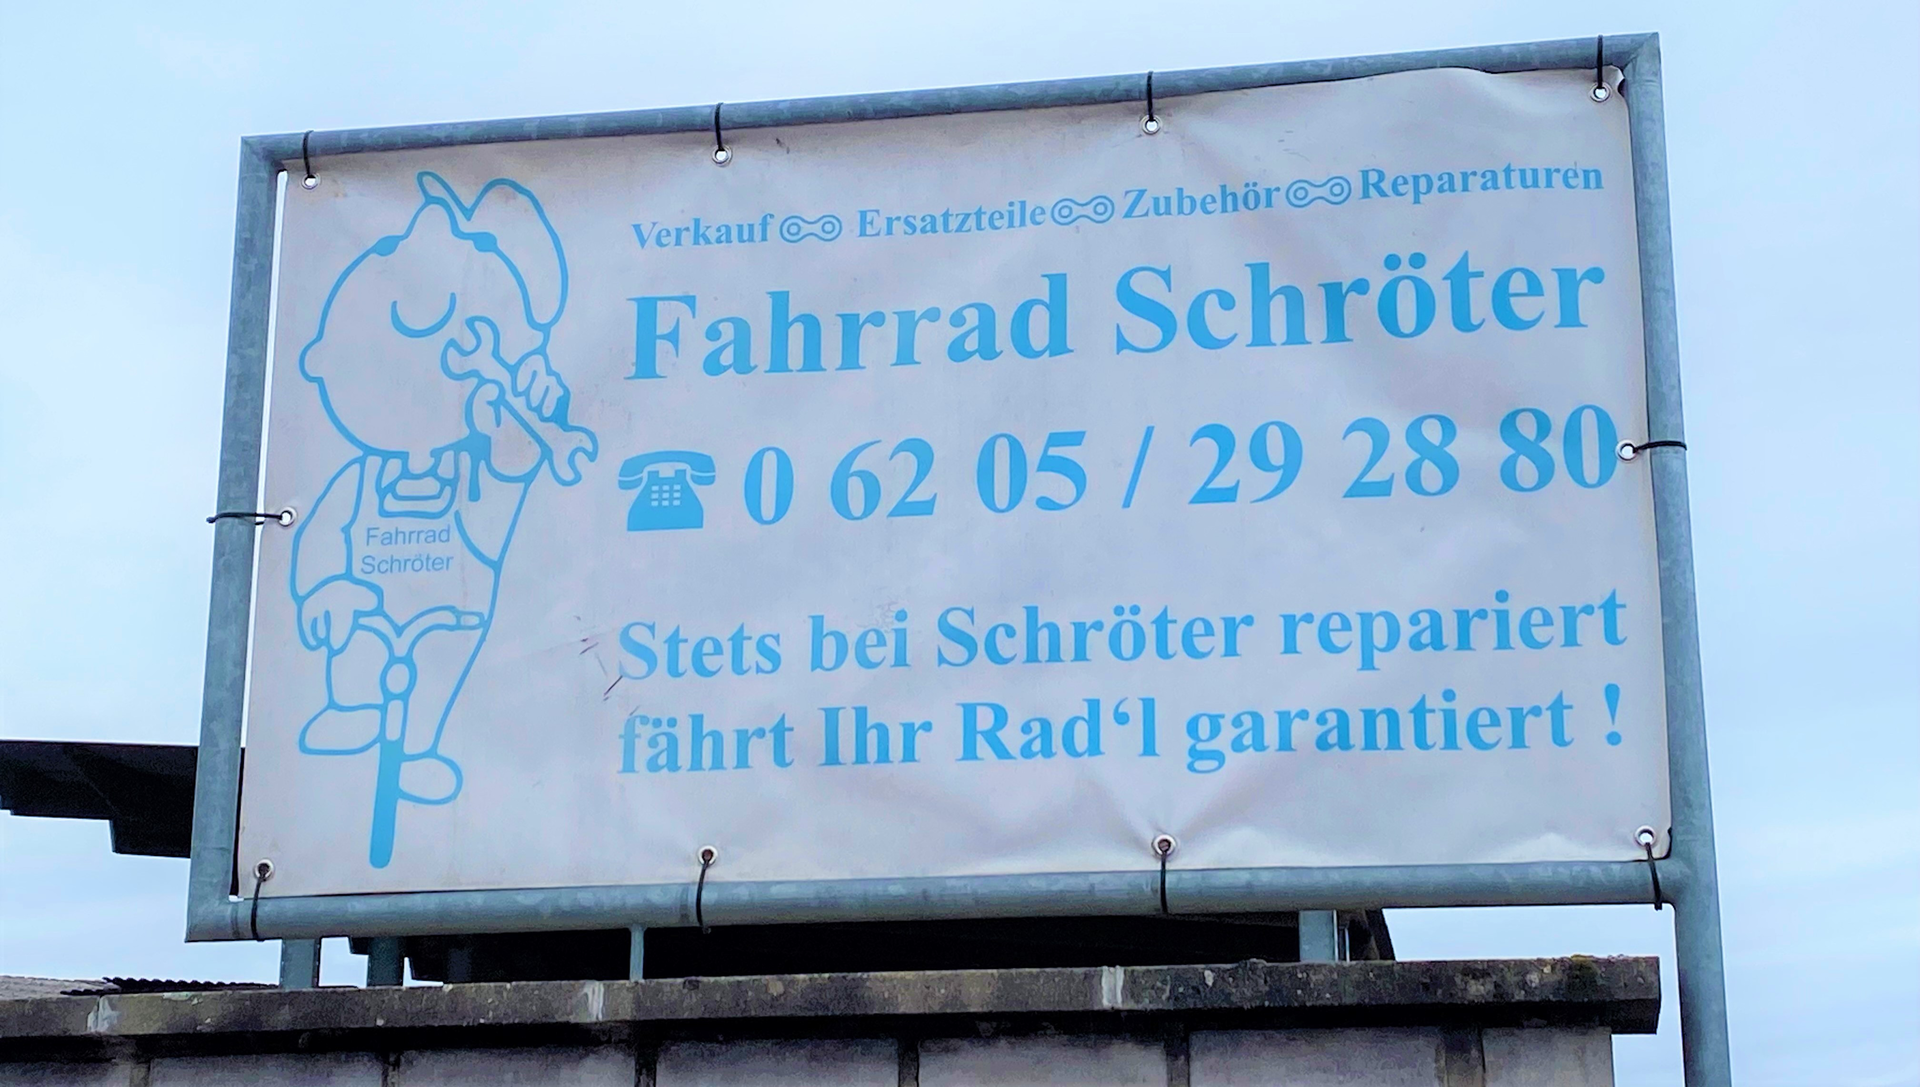 Verkauf Ersatzteile Zubehör Reparaturen
Fahrrad Schröter
0 62 05 / 29 28 80
Fahrrad
Schröter
Stets bei Schröter repariert
fährt Ihr Rad‘l garantiert !